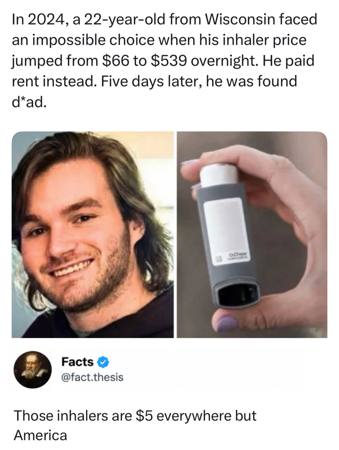 In 2024, a 22-year-old from Wisconsin faced
an impossible choice when his inhaler price
jumped from $66 to $539 overnight. He paid
rent instead. Five days later, he was found
d*ad.
Facts
@fact.thesis
Those inhalers are $5 everywhere but
America